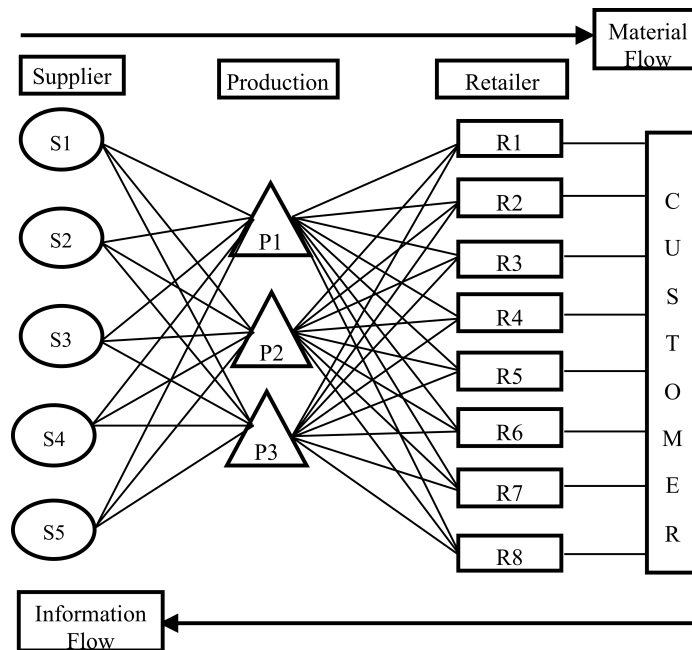 Material
Flow
Supplier
Production
Retailer
S1
S2
S3
S4
S5
P1
P2
P3
R1
R2
R3
R4
R5
R6
R7
R8
C
U
S
T
O
M
E
R
Information
Flow